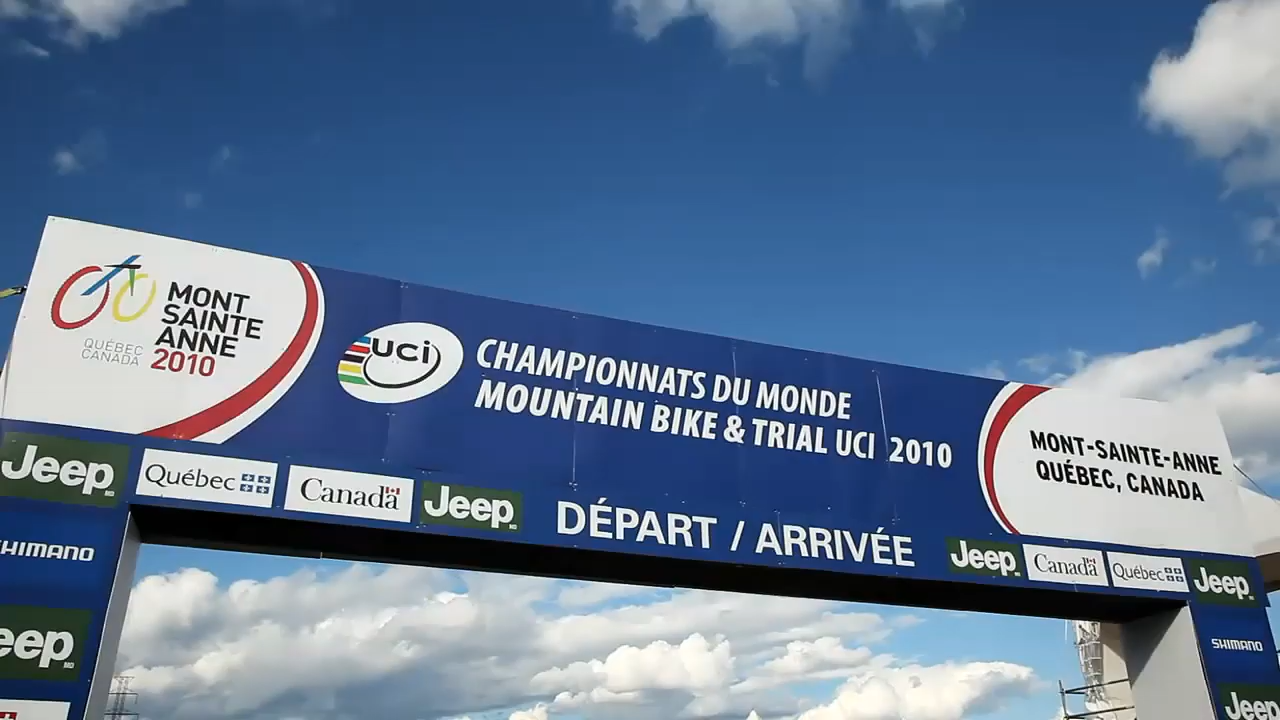 MONT
SAINTE
ANNE
2010
QUÉBEC
CANADA
uci
CHAMPIONNATS DU MONDE
MOUNTAIN BIKE & TRIAL UCI 2010
MONT-SAINTE-ANNE
QUÉBEC, CANADA
Jeep
Québec
Canada
Jeep
DÉPART / ARRIVÉE
Jeep
Canada
Québec
Jeep
SHIMANO
eep
SHIMANO
Jeep